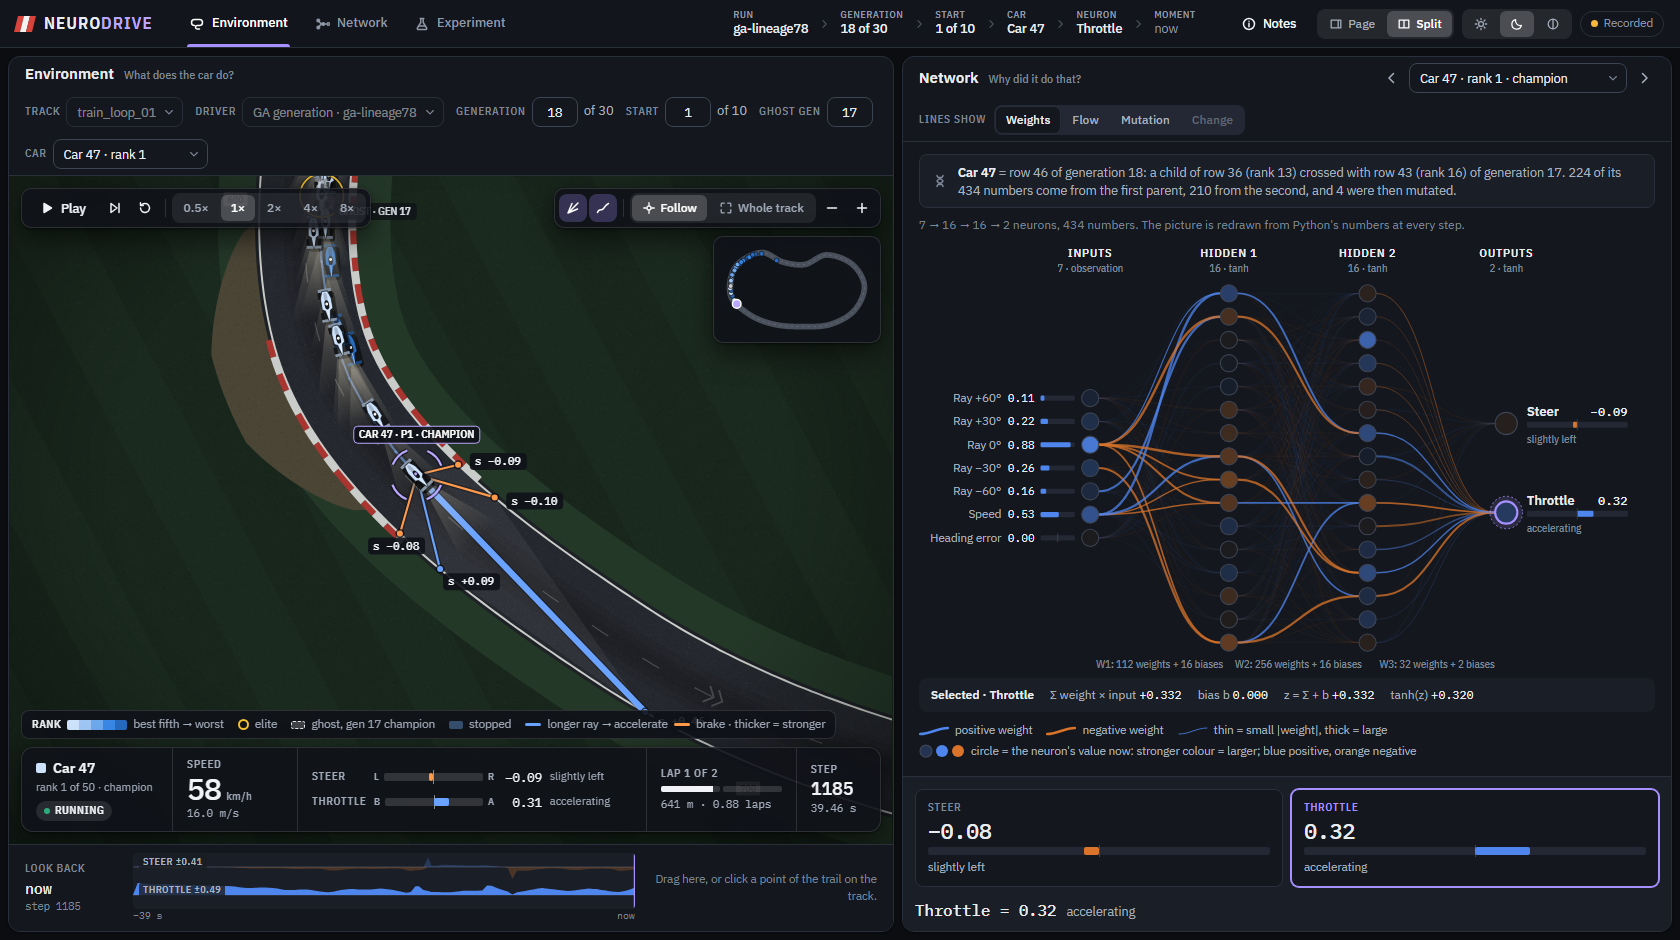 NEURODRIVE
Environment
Network
Experiment
RUN
ga-lineage78
GENERATION
18 of 30
START
1 of 10
CAR
Car 47
NEURON
Throttle
MOMENT
now
Notes
Page
Split
Recorded
Environment What does the car do?
TRACK train_loop_01 DRIVER GA generation · ga-lineage78 GENERATION 18 of 30 START 1 of 10 GHOST GEN 17
CAR Car 47 · rank 1
Play 0.5× 1× 2× 4× 8× · GEN 17
Follow Whole track
CAR 47 · P1 · CHAMPION
s −0.09
s −0.10
s −0.08
s +0.09
RANK best fifth → worst elite ghost, gen 17 champion stopped longer ray → accelerate brake · thicker = stronger
Car 47
rank 1 of 50 · champion
RUNNING
SPEED
58 km/h
16.0 m/s
STEER L R −0.09 slightly left
THROTTLE B A 0.31 accelerating
LAP 1 OF 2
641 m · 0.88 laps
STEP
1185
39.46 s
LOOK BACK
now
step 1185
STEER ±0.41
THROTTLE ±0.49
−39 s now
Drag here, or click a point of the trail on the
track.
Network Why did it do that?
Car 47 · rank 1 · champion
LINES SHOW Weights Flow Mutation Change
Car 47 = row 46 of generation 18: a child of row 36 (rank 13) crossed with row 43 (rank 16) of generation 17. 224 of its
434 numbers come from the first parent, 210 from the second, and 4 were then mutated.
7 → 16 → 16 → 2 neurons, 434 numbers. The picture is redrawn from Python's numbers at every step.
INPUTS HIDDEN 1 HIDDEN 2 OUTPUTS
7 · observation 16 · tanh 16 · tanh 2 · tanh
Ray +60° 0.11
Ray +30° 0.22
Ray 0° 0.88
Ray −30° 0.26
Ray −60° 0.16
Speed 0.53
Heading error 0.00
Steer −0.09
slightly left
Throttle 0.32
accelerating
W1: 112 weights + 16 biases W2: 256 weights + 16 biases W3: 32 weights + 2 biases
Selected · Throttle Σ weight × input +0.332 bias b 0.000 z = Σ + b +0.332 tanh(z) +0.320
positive weight negative weight thin = small |weight|, thick = large
circle = the neuron's value now: stronger colour = larger; blue positive, orange negative
STEER
−0.08
slightly left
THROTTLE
0.32
accelerating
Throttle = 0.32 accelerating